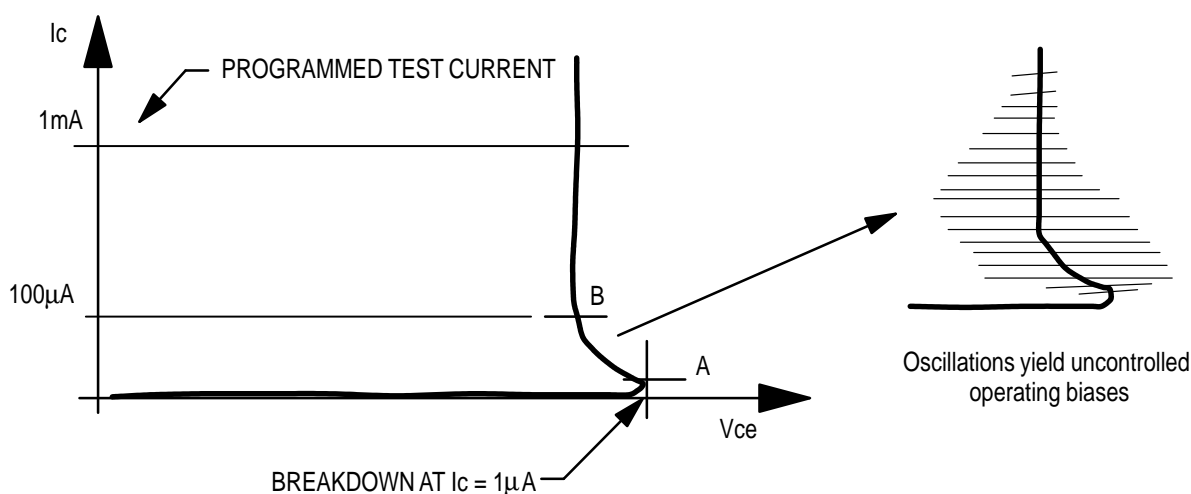 Ic
PROGRAMMED TEST CURRENT
1mA
100μA
B
A
Vce
BREAKDOWN AT Ic = 1μA
Oscillations yield uncontrolled
operating biases